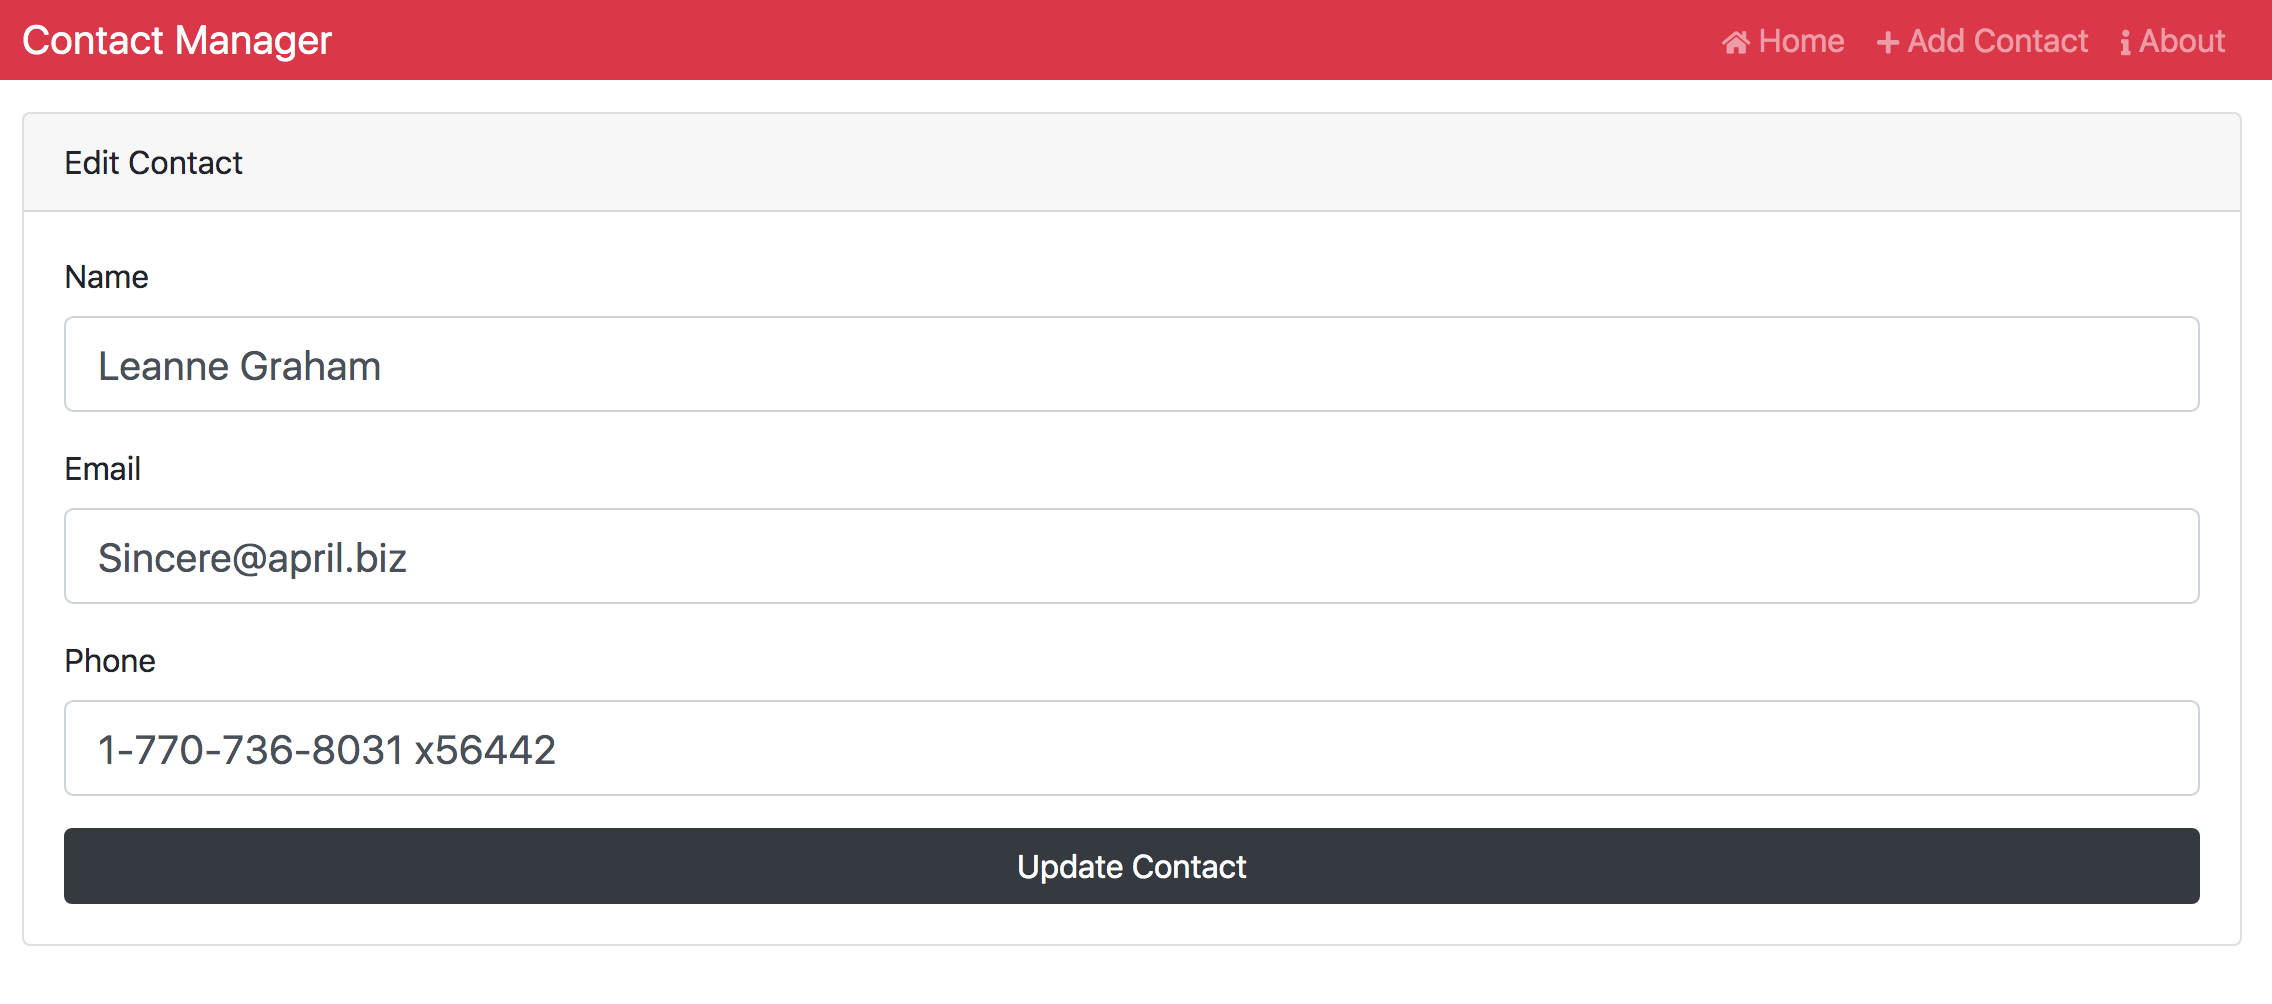 Contact Manager
Home
Add Contact
About
Edit Contact
Name
Leanne Graham
Email
Sincere@april.biz
Phone
1-770-736-8031 x56442
Update Contact